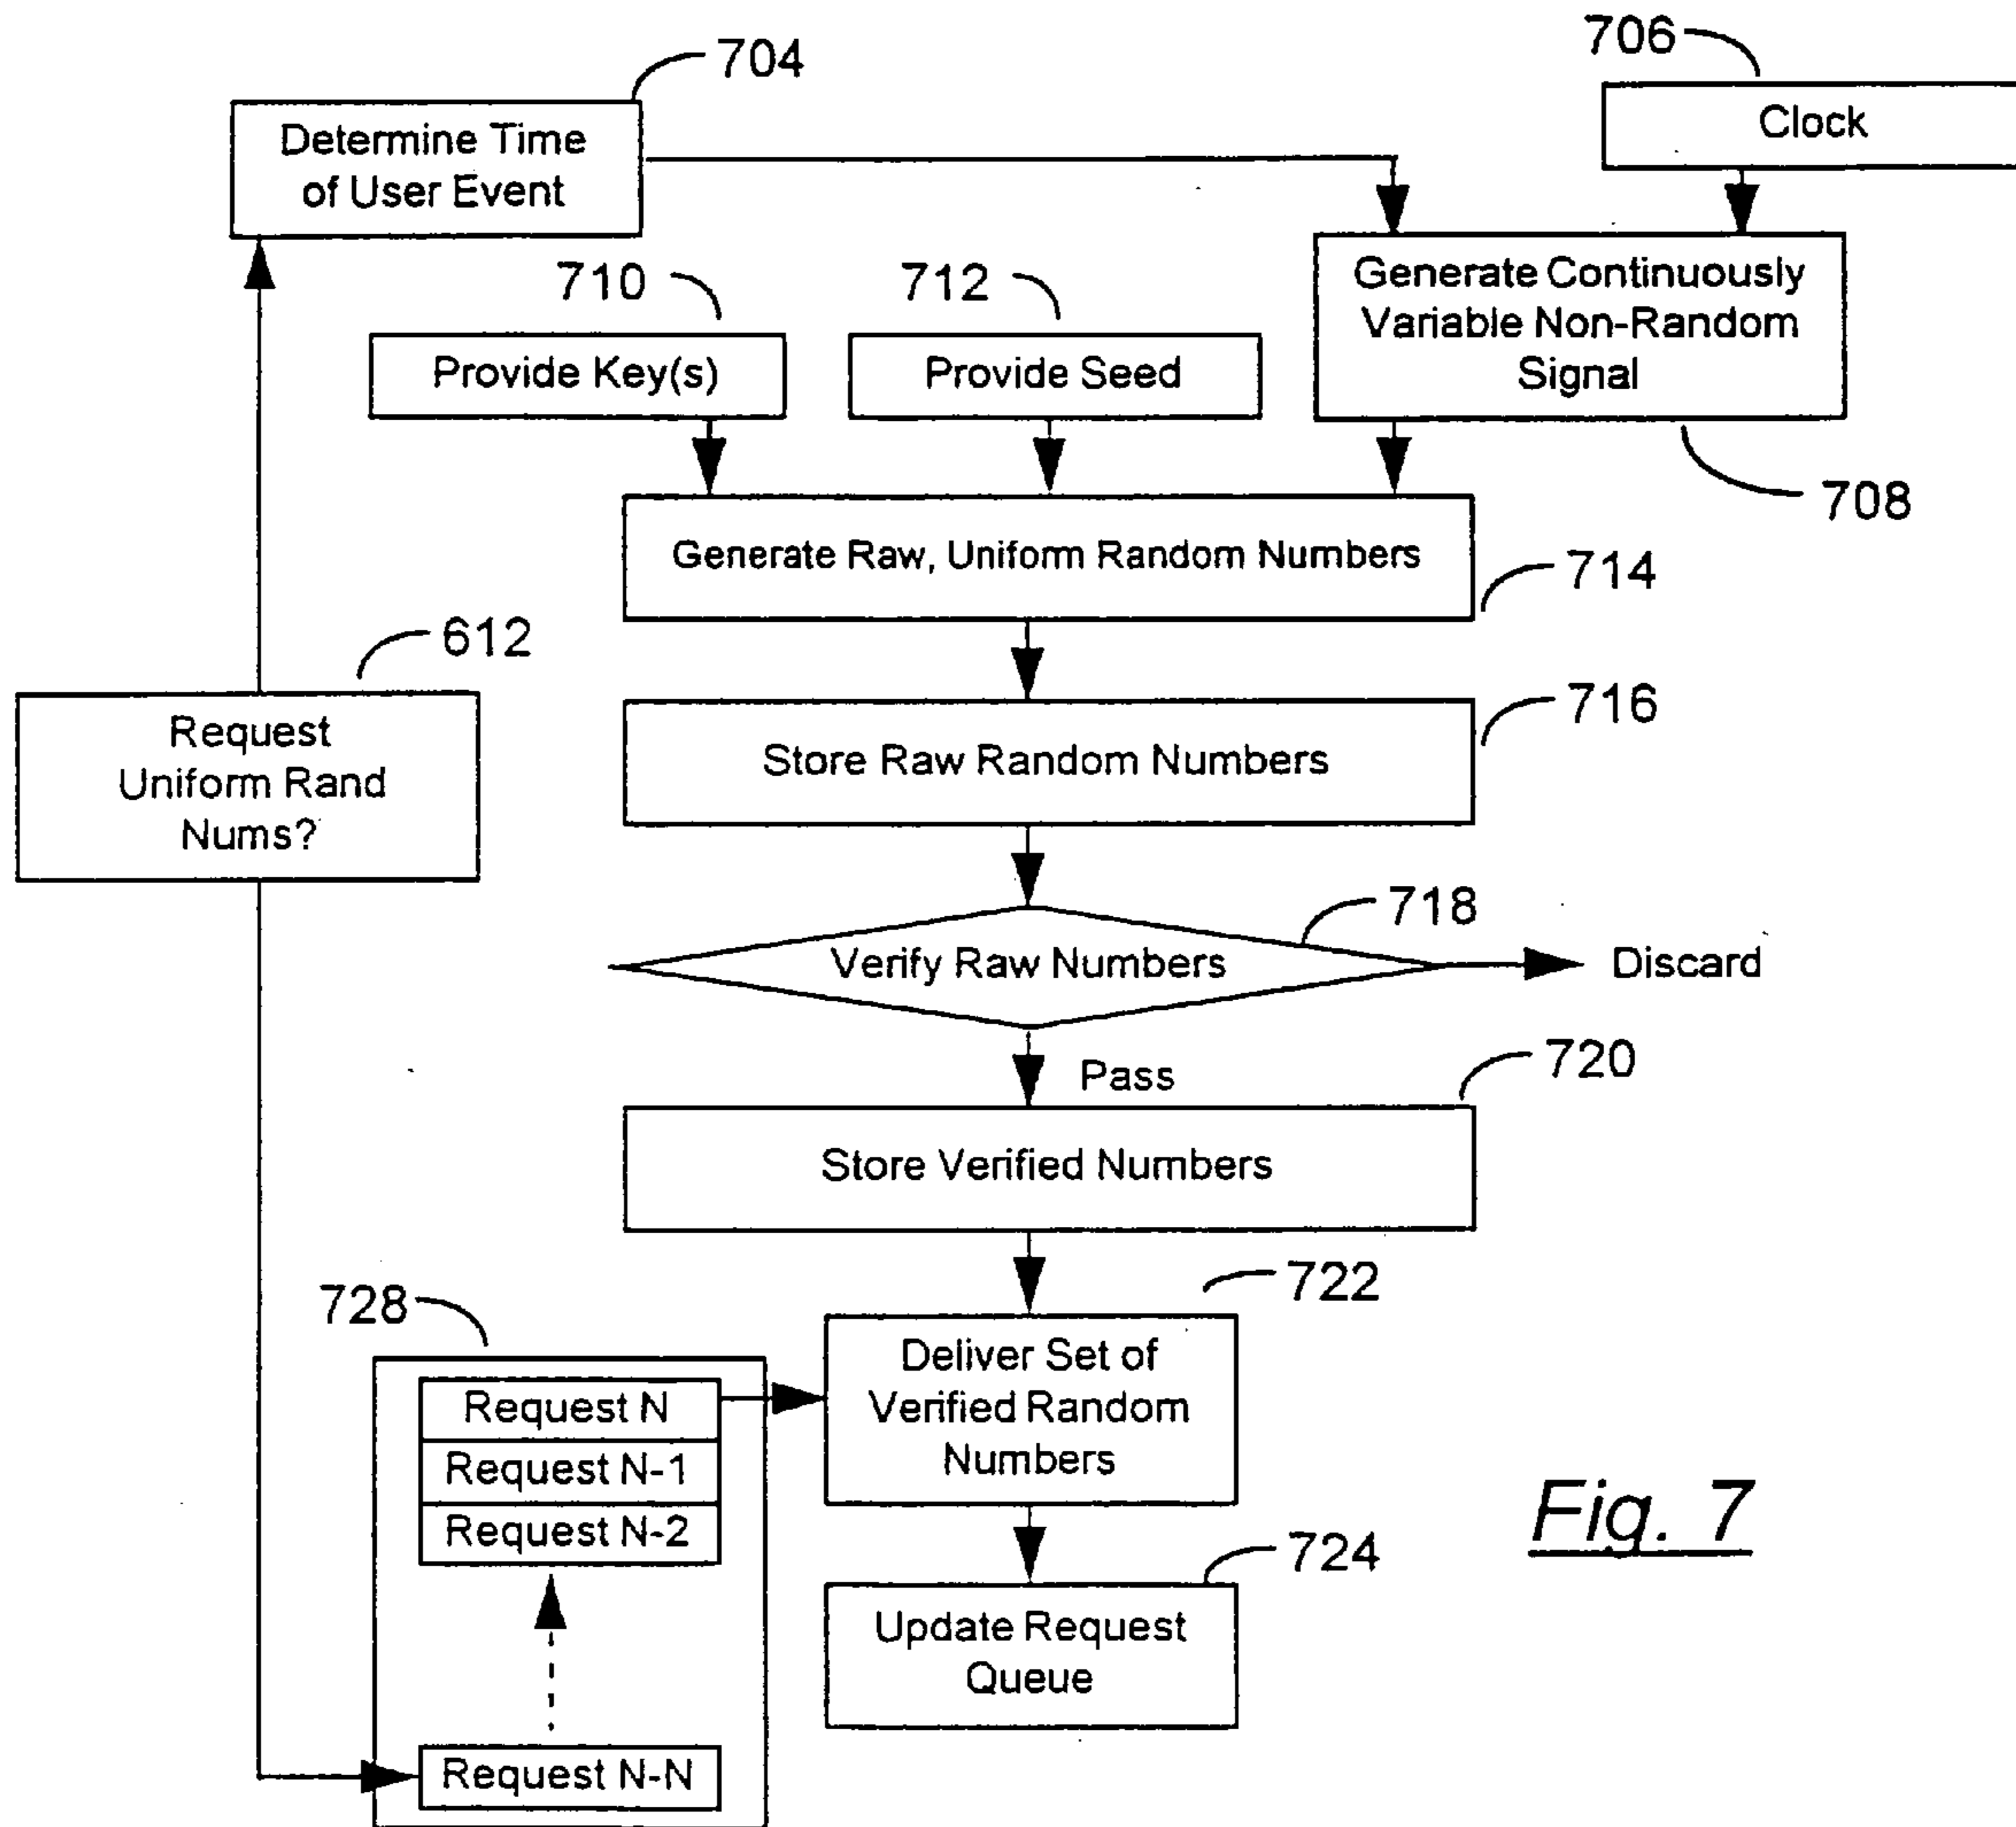 704
706
Determine Time
of User Event
Clock
710
712
Generate Continuously
Variable Non-Random
Signal
Provide Key(s)
Provide Seed
708
Generate Raw, Uniform Random Numbers
714
612
Request
Uniform Rand
Nums?
716
Store Raw Random Numbers
718
Verify Raw Numbers
Discard
Pass
720
Store Verified Numbers
722
728
Deliver Set of
Verified Random
Numbers
Request N
Request N-1
Request N-2
Fig. 7
724
Update Request
Queue
Request N-N